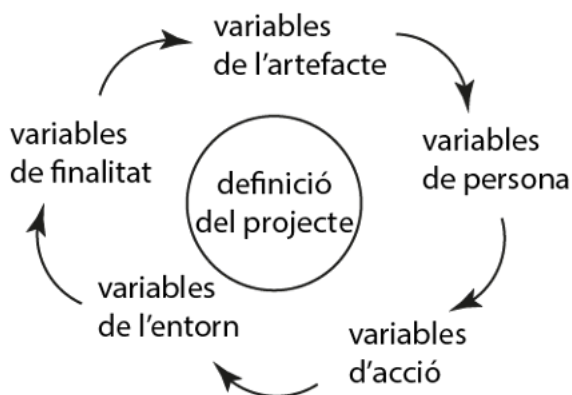 variables
de l’artefacte
variables
de persona
variables
d’acció
variables
de l’entorn
variables
de finalitat
definició
del projecte